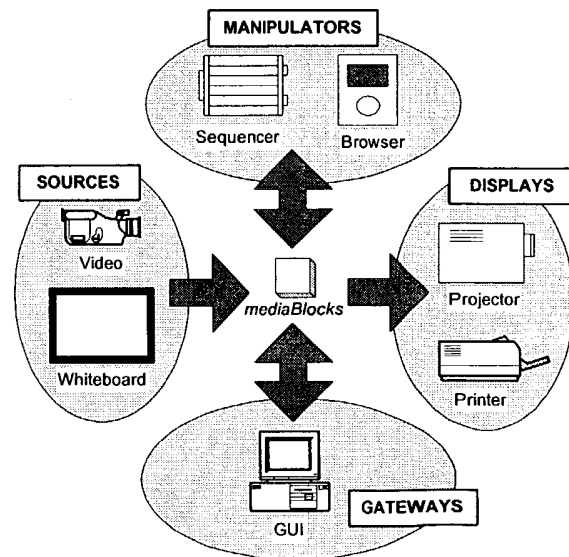 MANIPULATORS
Sequencer
Browser
SOURCES
Video
Whiteboard
mediaBlocks
DISPLAYS
Projector
Printer
GUI
GATEWAYS